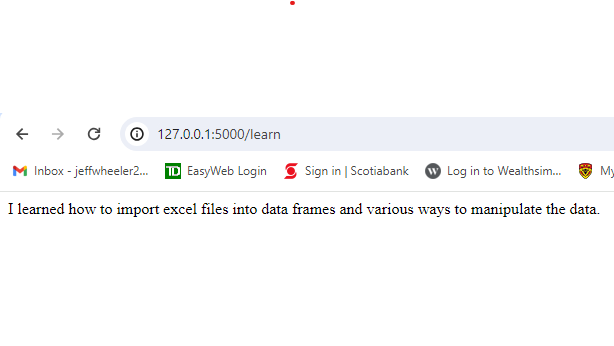 127.0.0.1:5000/learn
Inbox - jeffwheeler2... TD EasyWeb Login Sign in | Scotiabank W Log in to Wealthsim... My
I learned how to import excel files into data frames and various ways to manipulate the data.